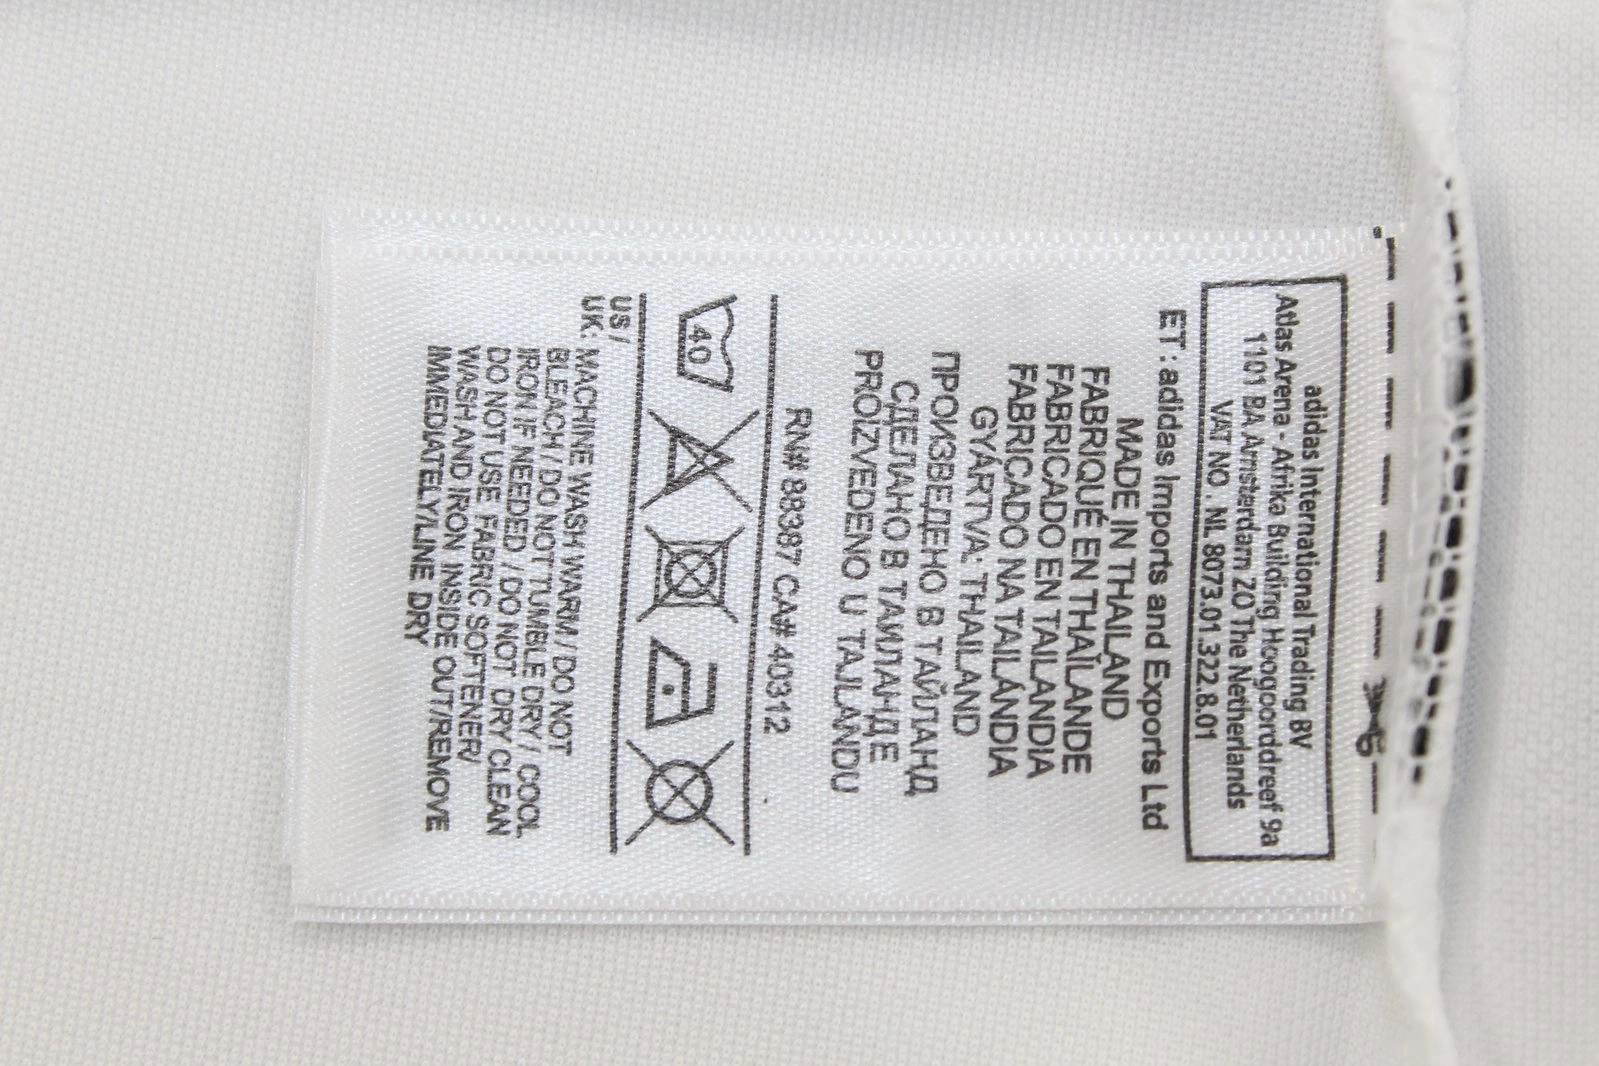 adidas International Trading BV
Atlas Arena - Afrika Building Hoogoorddreef 9a
1101 BA Amsterdam ZO The Netherlands
VAT NO. NL 8073.01.322.8.01
ET : adidas Imports and Exports Ltd
MADE IN THAILAND
FABRIQUÉ EN THAÏLANDE
FABRICADO EN TAILANDIA
FABRICADO NA TAILÁNDIA
GYÁRTVA: THAILAND
ПРОИЗВЕДЕНО В ТАЙЛАНД
СДЕЛАНО В ТАИЛАНДЕ
PROIZVEDENO U TAJLANDU
RN# 88387 CA# 40312
40
US /
UK: MACHINE WASH WARM / DO NOT
BLEACH / DO NOT TUMBLE DRY / COOL
IRON IF NEEDED / DO NOT DRY CLEAN
DO NOT USE FABRIC SOFTENER/
WASH AND IRON INSIDE OUT/REMOVE
IMMEDIATELY/LINE DRY